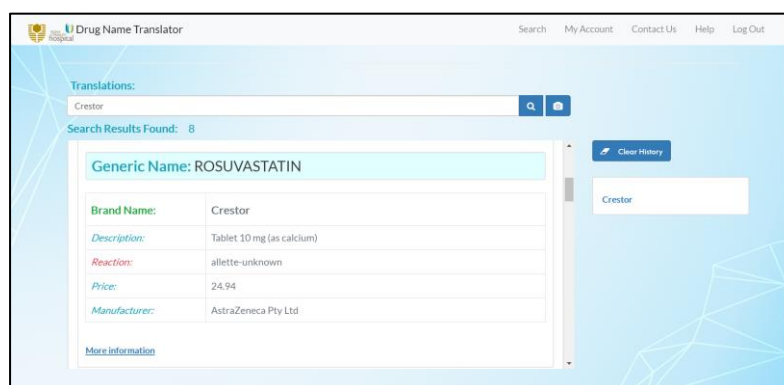 hospital
Drug Name Translator
Search My Account Contact Us Help Log Out
Translations:
Crestor
Search Results Found: 8
Clear History
Generic Name: ROSUVASTATIN
Crestor
Brand Name: Crestor
Description: Tablet 10 mg (as calcium)
Reaction: allette-unknown
Price: 24.94
Manufacturer: AstraZeneca Pty Ltd
More information